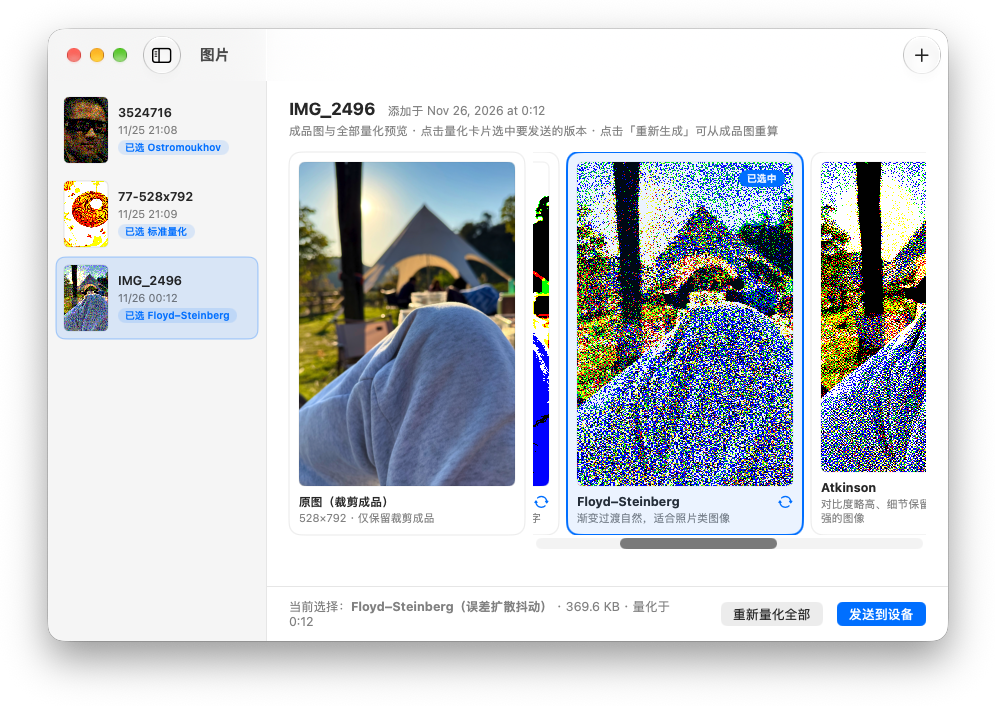 图片
3524716
11/25 21:08
已选 Ostromoukhov
77-528x792
11/25 21:09
已选 标准量化
IMG_2496
11/26 00:12
已选 Floyd–Steinberg
IMG_2496 添加于 Nov 26, 2026 at 0:12
成品图与全部量化预览 · 点击量化卡片选中要发送的版本 · 点击「重新生成」可从成品图重算
原图（裁剪成品）
528×792 · 仅保留裁剪成品
字
已选中
Floyd–Steinberg
渐变过渡自然，适合照片类图像
Atkinson
对比度略高、细节保
强的图像
当前选择：Floyd–Steinberg（误差扩散抖动） · 369.6 KB · 量化于
0:12
重新量化全部
发送到设备